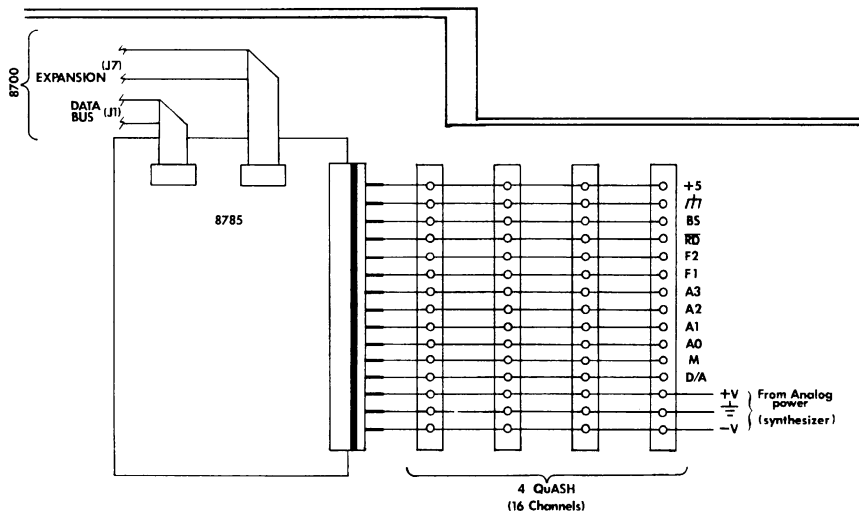 8700
(J7)
EXPANSION
DATA (J1)
BUS
8785
+5
BS
RD
F2
F1
A3
A2
A1
A0
M
D/A
+V
-V
From Analog
power
(synthesizer)
4 QuASH
(16 Channels)